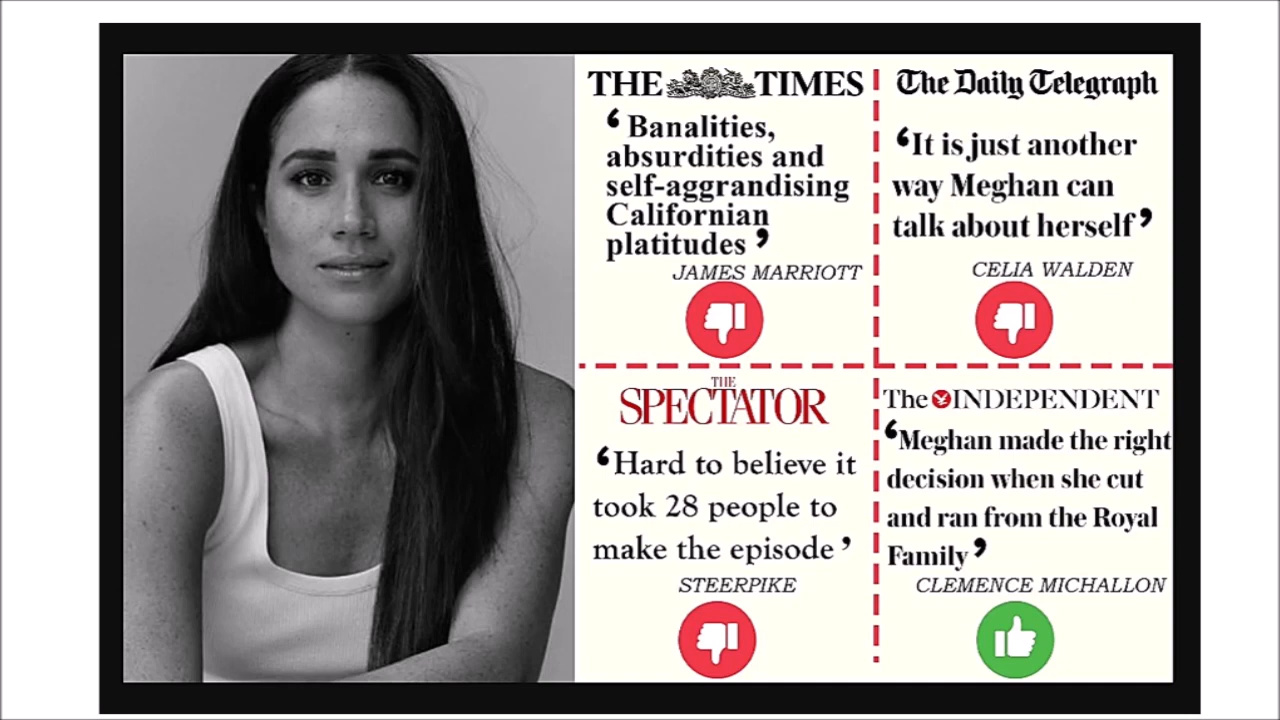 THE TIMES
‘Banalities,
absurdities and
self-aggrandising
Californian
platitudes’
JAMES MARRIOTT
The Daily Telegraph
‘It is just another
way Meghan can
talk about herself’
CELIA WALDEN
THE
SPECTATOR
‘Hard to believe it
took 28 people to
make the episode’
STEERPIKE
The INDEPENDENT
‘Meghan made the right
decision when she cut
and ran from the Royal
Family’
CLEMENCE MICHALLON